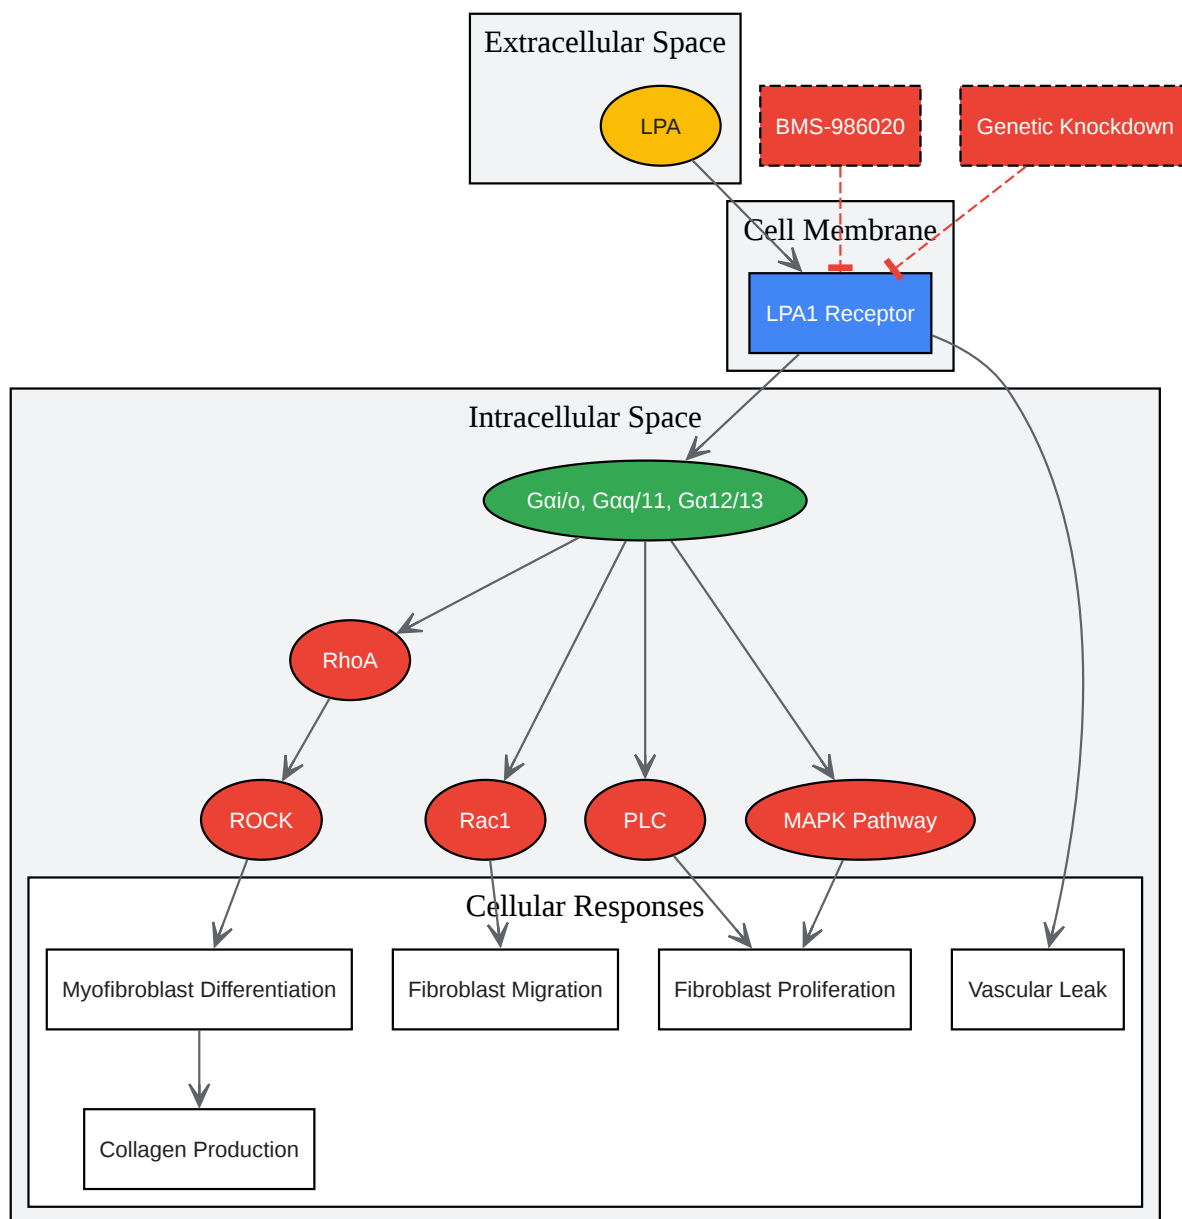 Extracellular Space
LPA
BMS-986020
Genetic Knockdown
Cell Membrane
LPA1 Receptor
Intracellular Space
Gαi/o, Gαq/11, Gα12/13
RhoA
ROCK
Rac1
PLC
MAPK Pathway
Cellular Responses
Myofibroblast Differentiation
Fibroblast Migration
Fibroblast Proliferation
Vascular Leak
Collagen Production